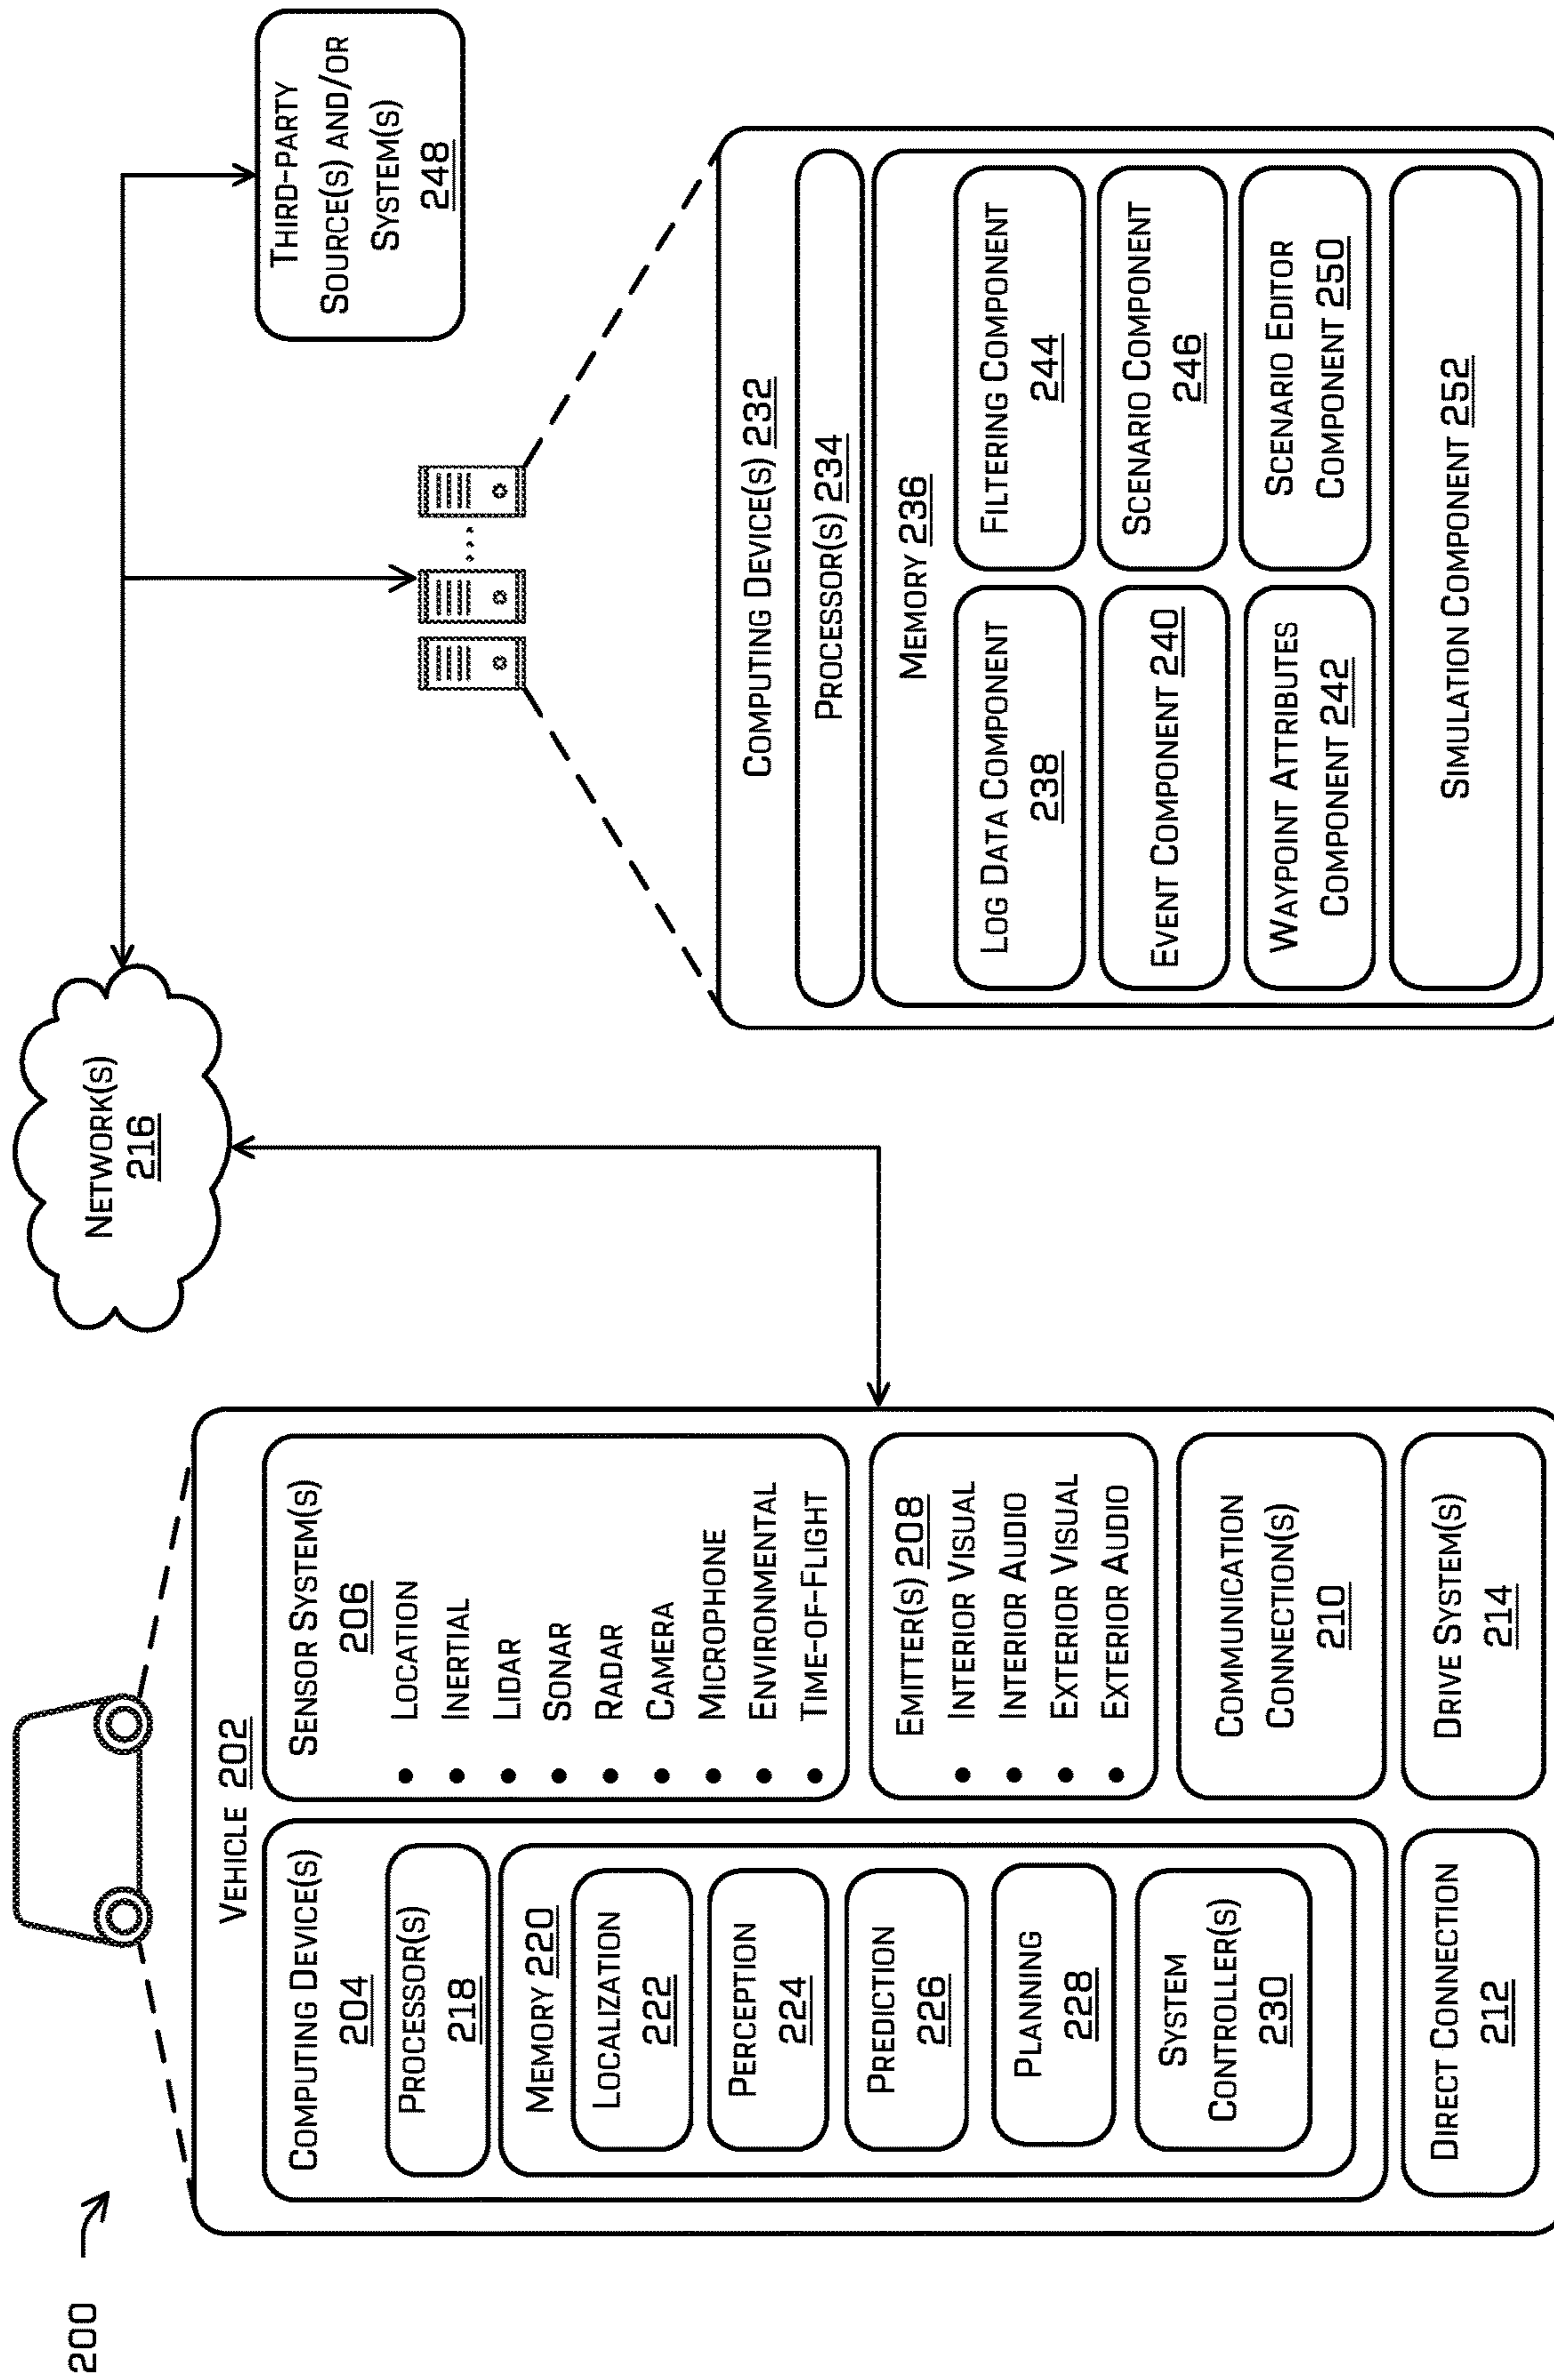 200
VEHICLE 202
COMPUTING DEVICE(S)
204
PROCESSOR(S)
218
MEMORY 220
LOCALIZATION
222
PERCEPTION
224
PREDICTION
226
PLANNING
228
SYSTEM
CONTROLLER(S)
230
DIRECT CONNECTION
212
SENSOR SYSTEM(S)
206
• LOCATION
• INERTIAL
• LIDAR
• SONAR
• RADAR
• CAMERA
• MICROPHONE
• ENVIRONMENTAL
• TIME-OF-FLIGHT
EMITTER(S) 208
• INTERIOR VISUAL
• INTERIOR AUDIO
• EXTERIOR VISUAL
• EXTERIOR AUDIO
COMMUNICATION
CONNECTION(S)
210
DRIVE SYSTEM(S)
214
NETWORK(S)
216
THIRD-PARTY
SOURCE(S) AND/OR
SYSTEM(S)
248
COMPUTING DEVICE(S) 232
PROCESSOR(S) 234
MEMORY 236
LOG DATA COMPONENT
238
FILTERING COMPONENT
244
EVENT COMPONENT 240
SCENARIO COMPONENT
246
WAYPOINT ATTRIBUTES
COMPONENT 242
SCENARIO EDITOR
COMPONENT 250
SIMULATION COMPONENT 252